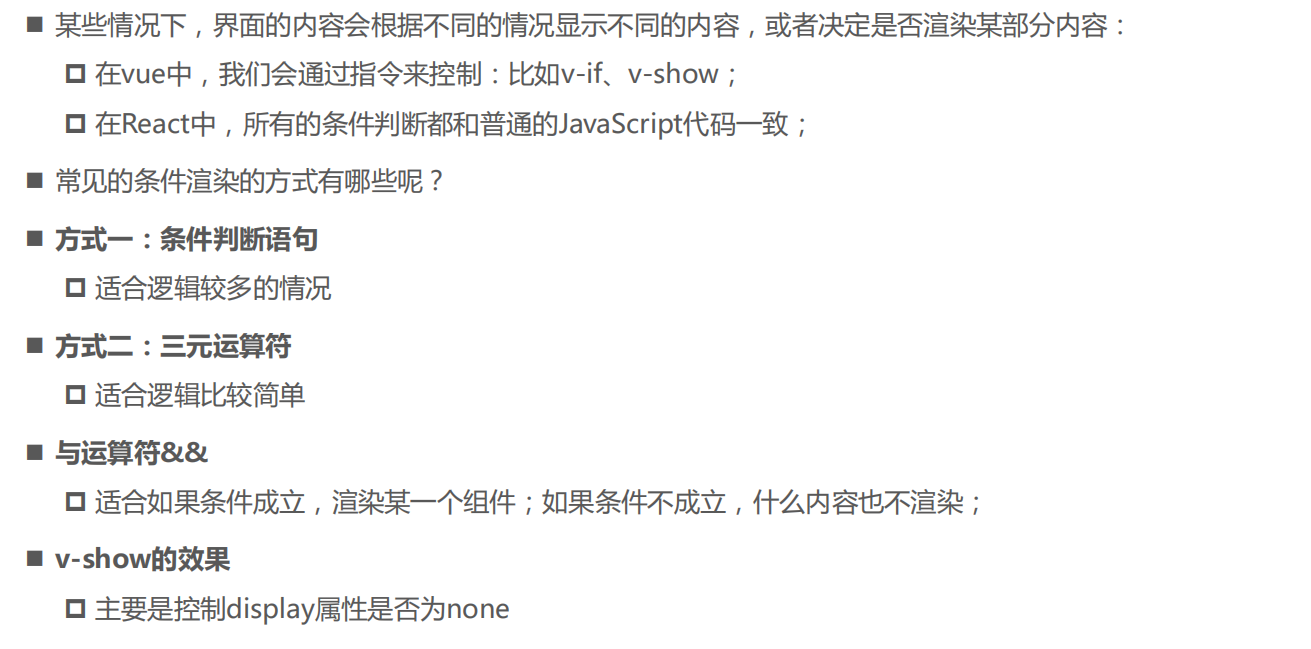 ■ 某些情况下，界面的内容会根据不同的情况显示不同的内容，或者决定是否渲染某部分内容：
在vue中，我们会通过指令来控制：比如v-if、v-show；
在React中，所有的条件判断都和普通的JavaScript代码一致；
■ 常见的条件渲染的方式有哪些呢？
■ 方式一：条件判断语句
适合逻辑较多的情况
■ 方式二：三元运算符
适合逻辑比较简单
■ 与运算符&&
适合如果条件成立，渲染某一个组件；如果条件不成立，什么内容也不渲染；
■ v-show的效果
主要是控制display属性是否为none